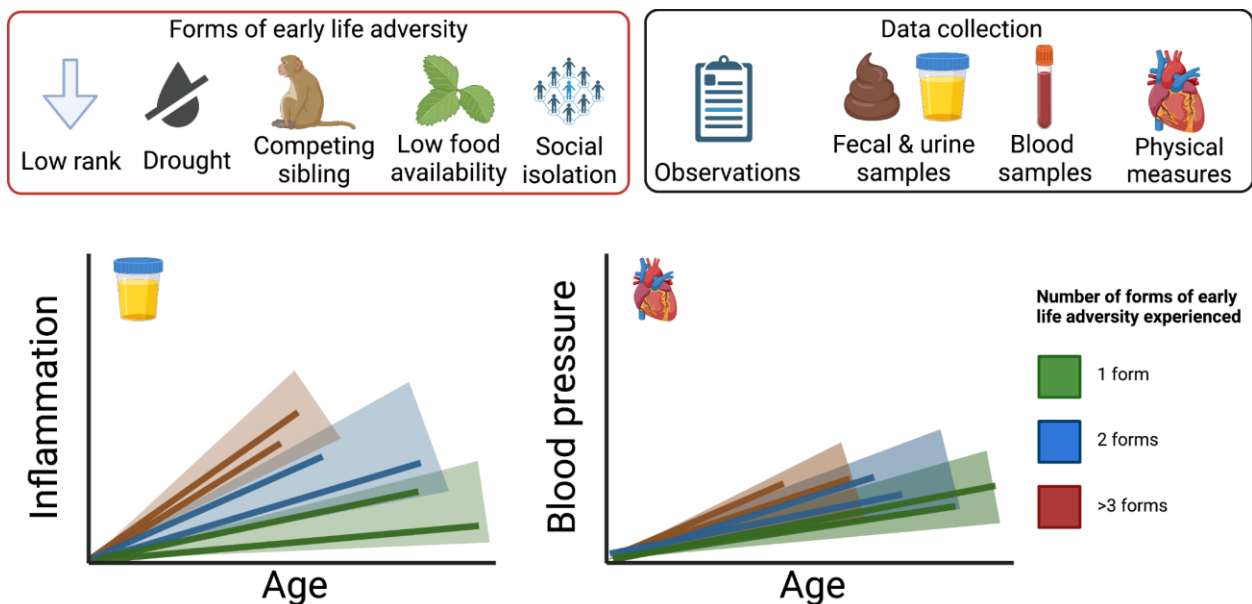 Forms of early life adversity
Low rank
Drought
Competing
sibling
Low food
availability
Social
isolation
Data collection
Observations
Fecal & urine
samples
Blood
samples
Physical
measures
Inflammation
Age
Blood pressure
Age
Number of forms of early
life adversity experienced
1 form
2 forms
>3 forms